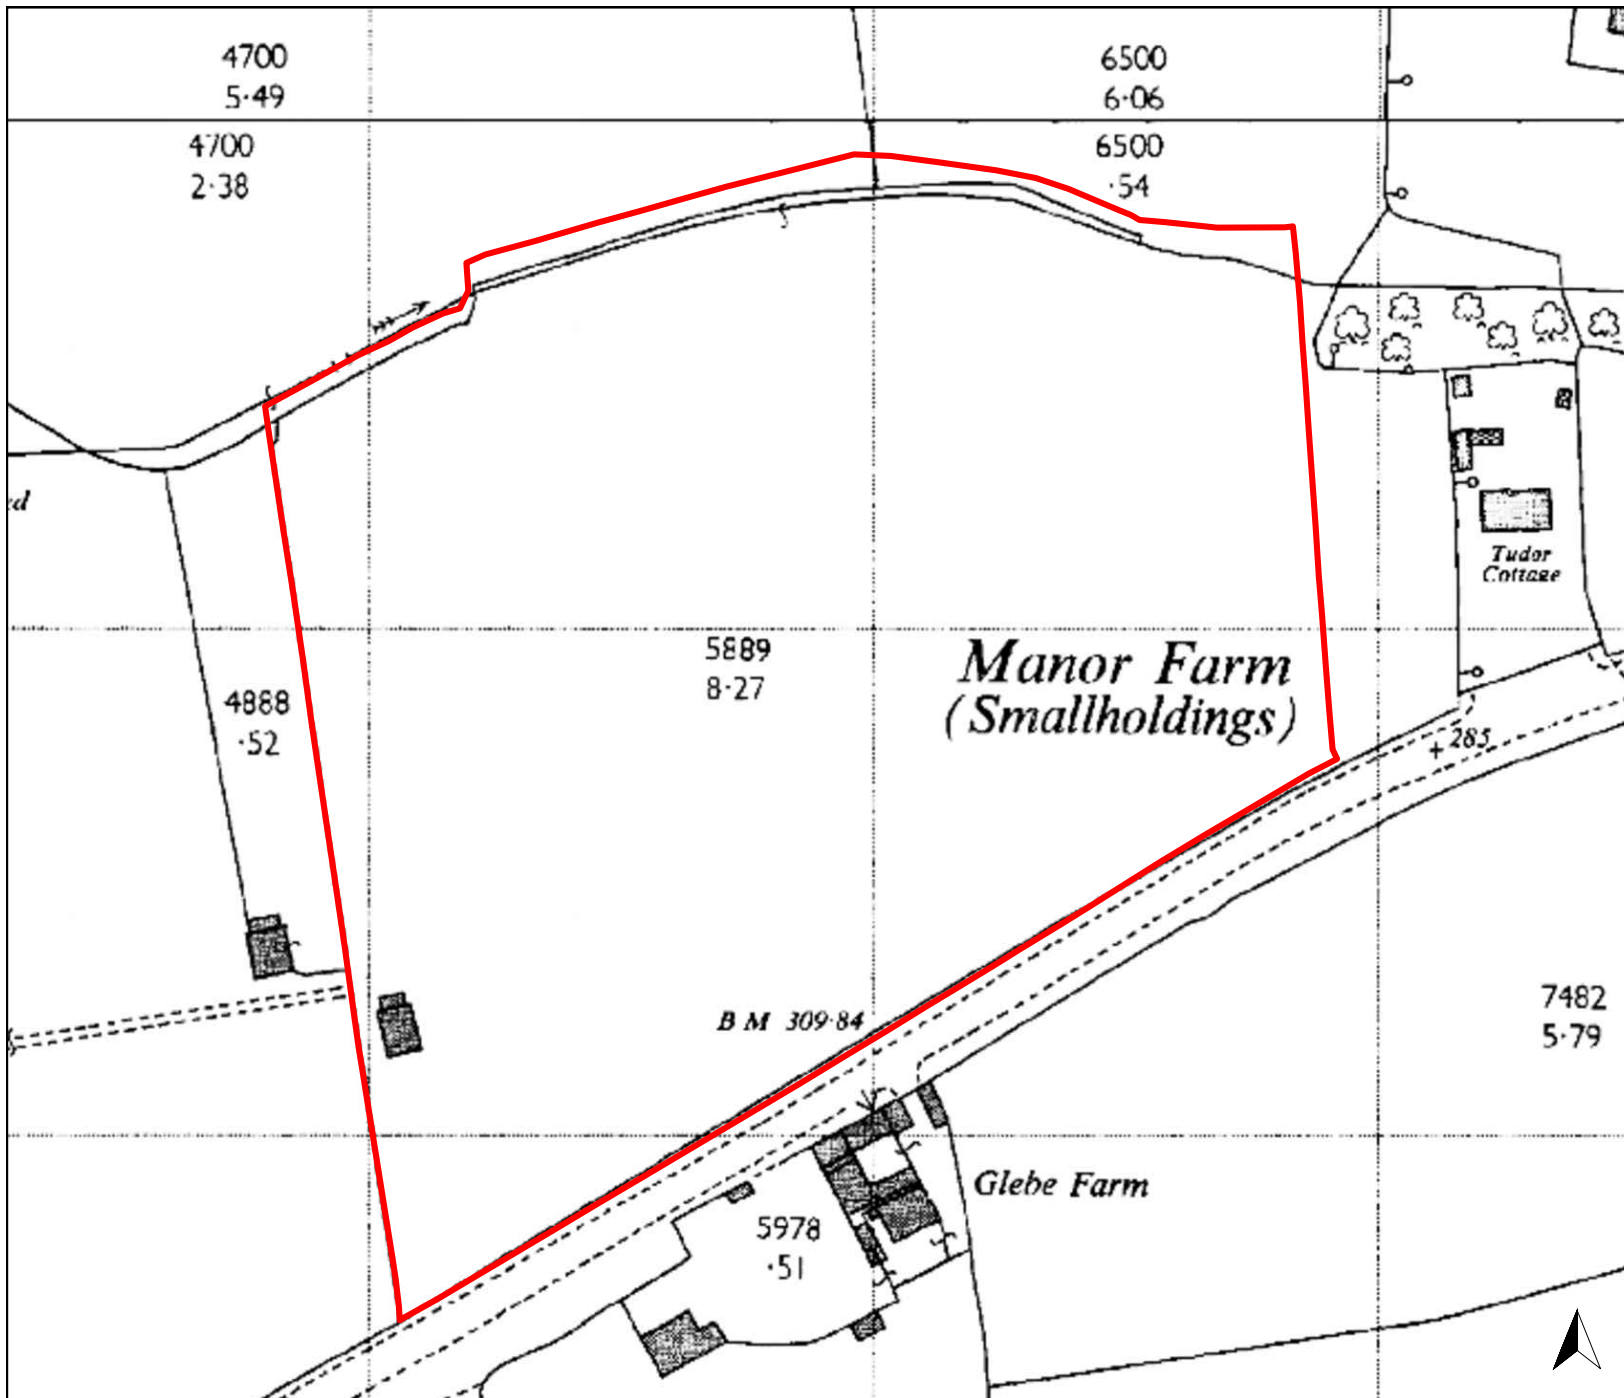 4700
5·49
6500
6·06
4700
2·38
6500
·54
Tudor
Cottage
5889
8·27
Manor Farm
(Smallholdings)
4888
·52
+ 285
B M 309·84
7482
5·79
Glebe Farm
5978
·51